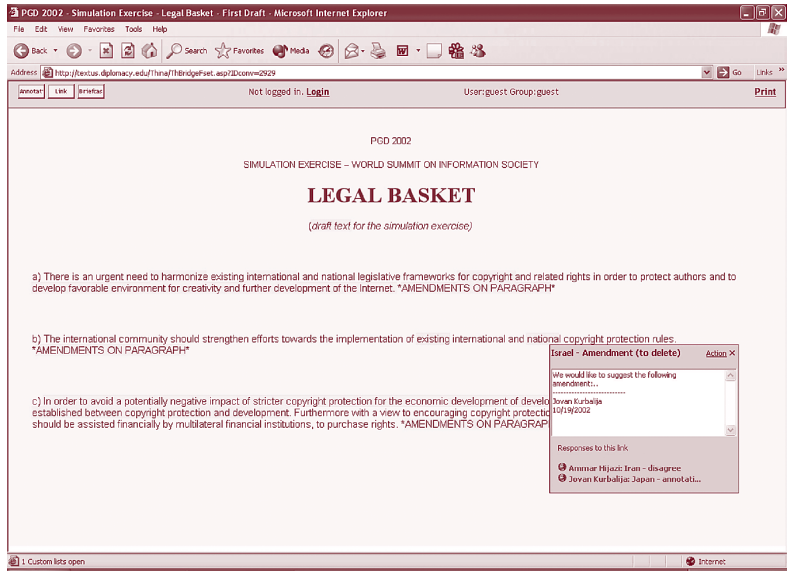 PGD 2002 - Simulation Exercise - Legal Basket - First Draft - Microsoft Internet Explorer
File Edit View Favorites Tools Help
Back Search Favorites Media
Address http://textus.diplomacy.edu/Thina/ThBridgeFset.asp?IDconv=2929 Go Links »
Annotat Link Briefcas Not logged in. Login User:guest Group:guest Print
PGD 2002
SIMULATION EXERCISE – WORLD SUMMIT ON INFORMATION SOCIETY
LEGAL BASKET
(draft text for the simulation exercise)
a) There is an urgent need to harmonize existing international and national legislative frameworks for copyright and related rights in order to protect authors and to
develop favorable environment for creativity and further development of the Internet. *AMENDMENTS ON PARAGRAPH*
b) The international community should strengthen efforts towards the implementation of existing international and national copyright protection rules.
*AMENDMENTS ON PARAGRAPH*
c) In order to avoid a potentially negative impact of stricter copyright protection for the economic development of develo
established between copyright protection and development. Furthermore with a view to encouraging copyright protectio
should be assisted financially by multilateral financial institutions, to purchase rights. *AMENDMENTS ON PARAGRAP
Israel - Amendment (to delete) Action ×
We would like to suggest the following
amendment:..
--------------------------
Jovan Kurbalija
10/19/2002
Responses to this link
Ammar Hijazi: Iran - disagree
Jovan Kurbalija: Japan - annotati...
1 Custom lists open Internet